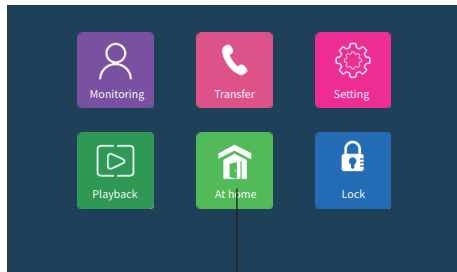 Monitoring
Transfer
Setting
Playback
At home
Lock